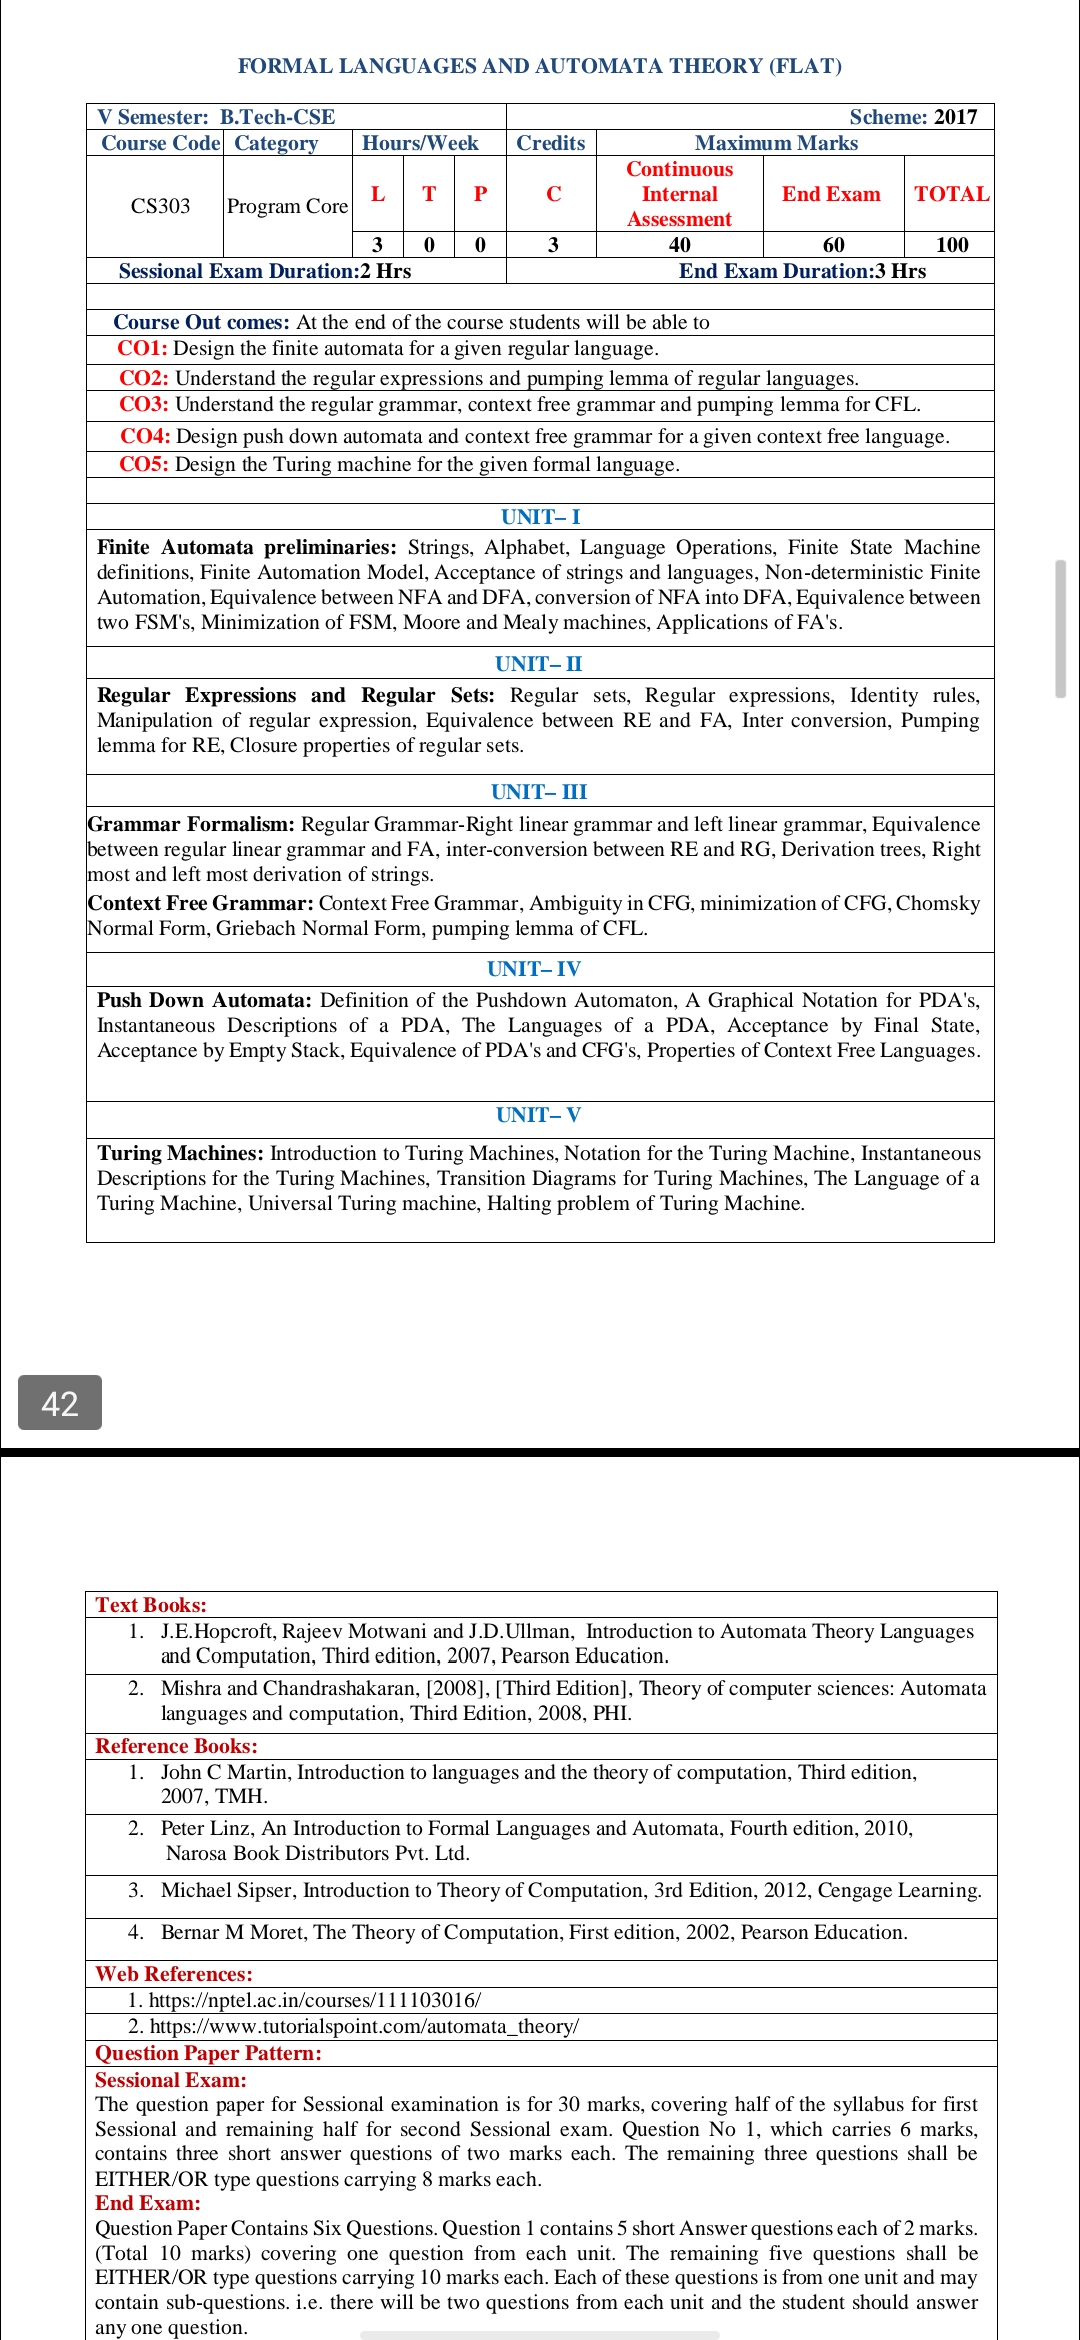 FORMAL LANGUAGES AND AUTOMATA THEORY (FLAT)
V Semester: B.Tech-CSE Scheme: 2017
Course Code Category Hours/Week Credits Maximum Marks
CS303 Program Core L T P C Continuous Internal Assessment End Exam TOTAL
3 0 0 3 40 60 100
Sessional Exam Duration:2 Hrs End Exam Duration:3 Hrs
Course Out comes: At the end of the course students will be able to
CO1: Design the finite automata for a given regular language.
CO2: Understand the regular expressions and pumping lemma of regular languages.
CO3: Understand the regular grammar, context free grammar and pumping lemma for CFL.
CO4: Design push down automata and context free grammar for a given context free language.
CO5: Design the Turing machine for the given formal language.
UNIT– I
Finite Automata preliminaries: Strings, Alphabet, Language Operations, Finite State Machine
definitions, Finite Automation Model, Acceptance of strings and languages, Non-deterministic Finite
Automation, Equivalence between NFA and DFA, conversion of NFA into DFA, Equivalence between
two FSM's, Minimization of FSM, Moore and Mealy machines, Applications of FA's.
UNIT– II
Regular Expressions and Regular Sets: Regular sets, Regular expressions, Identity rules,
Manipulation of regular expression, Equivalence between RE and FA, Inter conversion, Pumping
lemma for RE, Closure properties of regular sets.
UNIT– III
Grammar Formalism: Regular Grammar-Right linear grammar and left linear grammar, Equivalence
between regular linear grammar and FA, inter-conversion between RE and RG, Derivation trees, Right
most and left most derivation of strings.
Context Free Grammar: Context Free Grammar, Ambiguity in CFG, minimization of CFG, Chomsky
Normal Form, Griebach Normal Form, pumping lemma of CFL.
UNIT– IV
Push Down Automata: Definition of the Pushdown Automaton, A Graphical Notation for PDA's,
Instantaneous Descriptions of a PDA, The Languages of a PDA, Acceptance by Final State,
Acceptance by Empty Stack, Equivalence of PDA's and CFG's, Properties of Context Free Languages.
UNIT– V
Turing Machines: Introduction to Turing Machines, Notation for the Turing Machine, Instantaneous
Descriptions for the Turing Machines, Transition Diagrams for Turing Machines, The Language of a
Turing Machine, Universal Turing machine, Halting problem of Turing Machine.
42
Text Books:
1. J.E.Hopcroft, Rajeev Motwani and J.D.Ullman, Introduction to Automata Theory Languages
and Computation, Third edition, 2007, Pearson Education.
2. Mishra and Chandrashakaran, [2008], [Third Edition], Theory of computer sciences: Automata
languages and computation, Third Edition, 2008, PHI.
Reference Books:
1. John C Martin, Introduction to languages and the theory of computation, Third edition,
2007, TMH.
2. Peter Linz, An Introduction to Formal Languages and Automata, Fourth edition, 2010,
Narosa Book Distributors Pvt. Ltd.
3. Michael Sipser, Introduction to Theory of Computation, 3rd Edition, 2012, Cengage Learning.
4. Bernar M Moret, The Theory of Computation, First edition, 2002, Pearson Education.
Web References:
1. https://nptel.ac.in/courses/111103016/
2. https://www.tutorialspoint.com/automata_theory/
Question Paper Pattern:
Sessional Exam:
The question paper for Sessional examination is for 30 marks, covering half of the syllabus for first
Sessional and remaining half for second Sessional exam. Question No 1, which carries 6 marks,
contains three short answer questions of two marks each. The remaining three questions shall be
EITHER/OR type questions carrying 8 marks each.
End Exam:
Question Paper Contains Six Questions. Question 1 contains 5 short Answer questions each of 2 marks.
(Total 10 marks) covering one question from each unit. The remaining five questions shall be
EITHER/OR type questions carrying 10 marks each. Each of these questions is from one unit and may
contain sub-questions. i.e. there will be two questions from each unit and the student should answer
any one question.